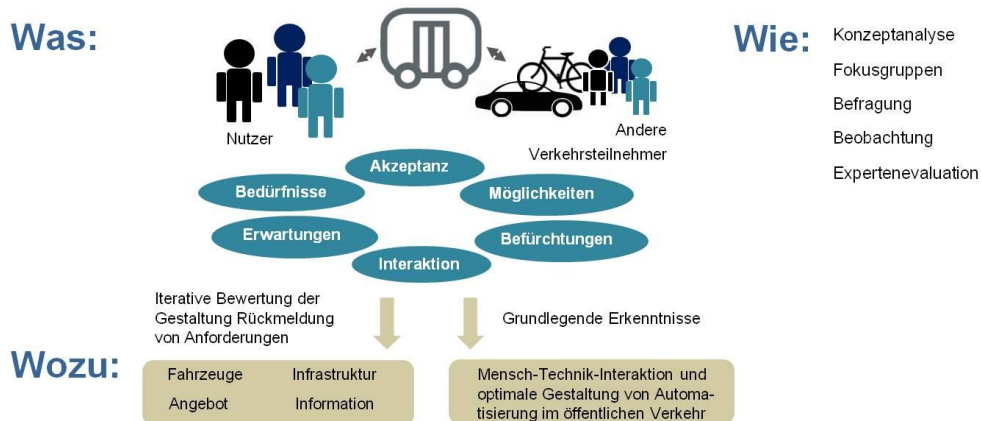 Was:
Nutzer
Andere
Verkehrsteilnehmer
Wie:
Konzeptanalyse
Fokusgruppen
Befragung
Beobachtung
Expertenevaluation
Akzeptanz
Bedürfnisse
Möglichkeiten
Erwartungen
Befürchtungen
Interaktion
Iterative Bewertung der
Gestaltung Rückmeldung
von Anforderungen
Grundlegende Erkenntnisse
Wozu:
Fahrzeuge
Infrastruktur
Angebot
Information
Mensch-Technik-Interaktion und
optimale Gestaltung von Automa-
tisierung im öffentlichen Verkehr